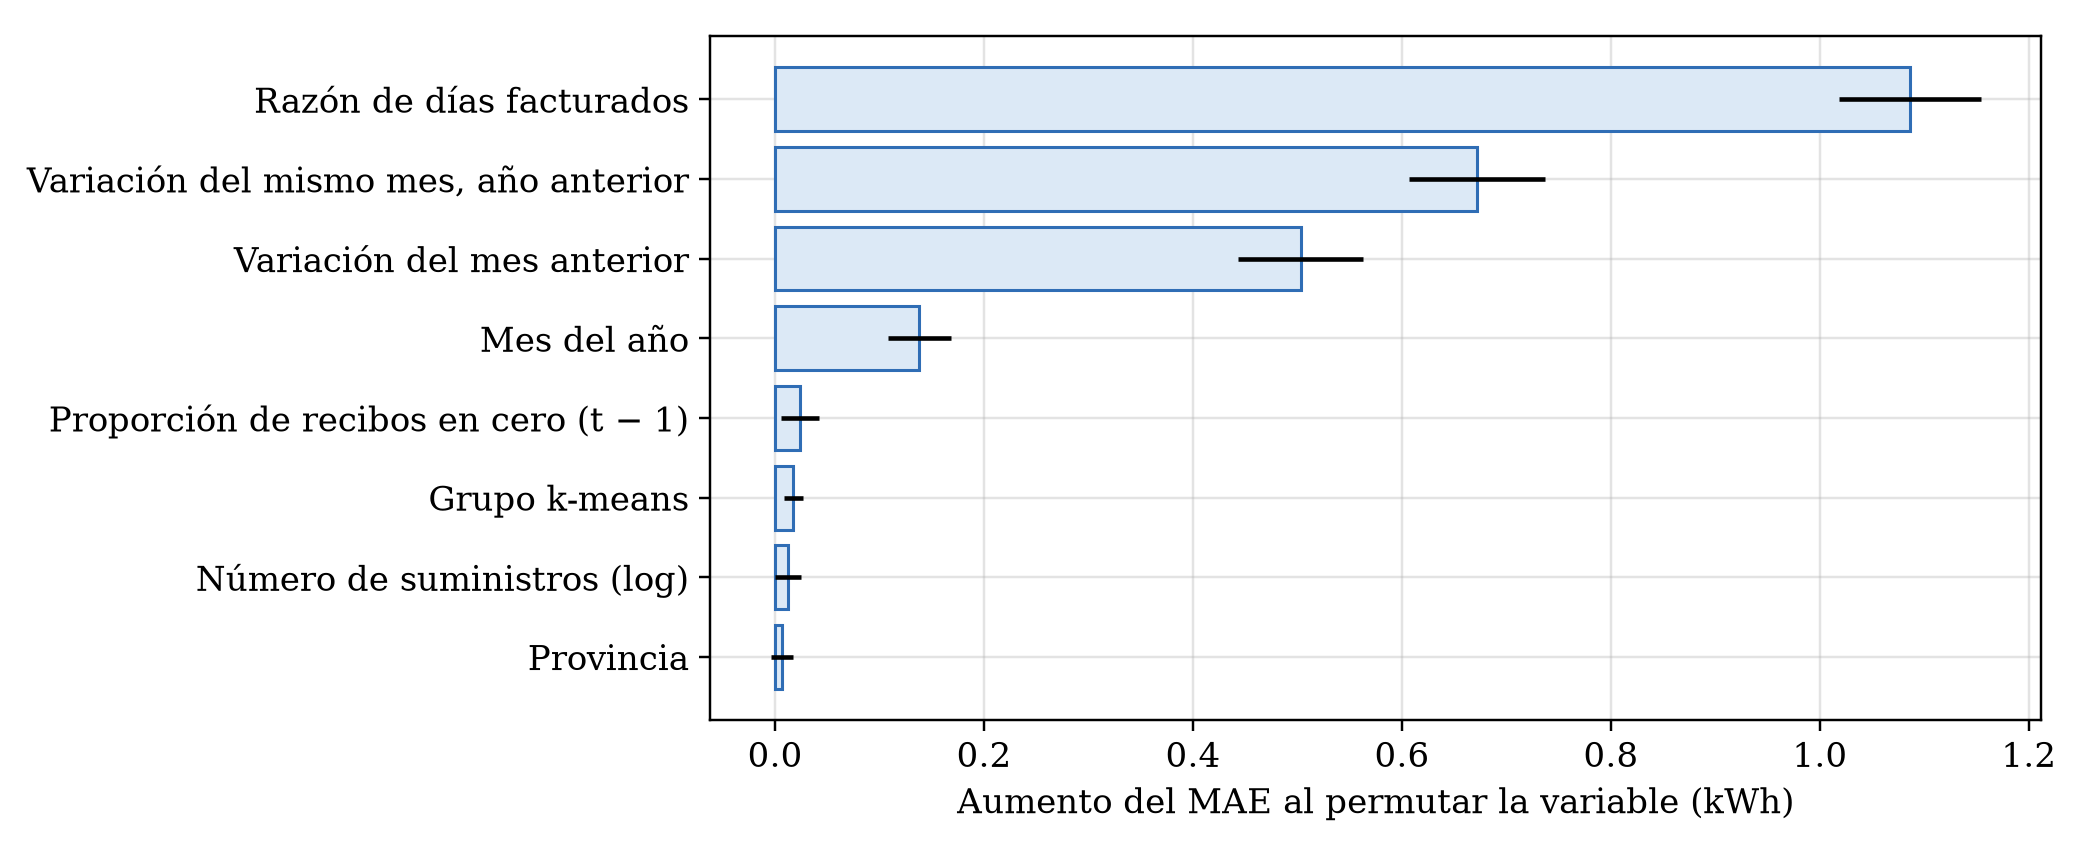 Razón de días facturados
Variación del mismo mes, año anterior
Variación del mes anterior
Mes del año
Proporción de recibos en cero (t − 1)
Grupo k-means
Número de suministros (log)
Provincia
0.0 0.2 0.4 0.6 0.8 1.0 1.2
Aumento del MAE al permutar la variable (kWh)